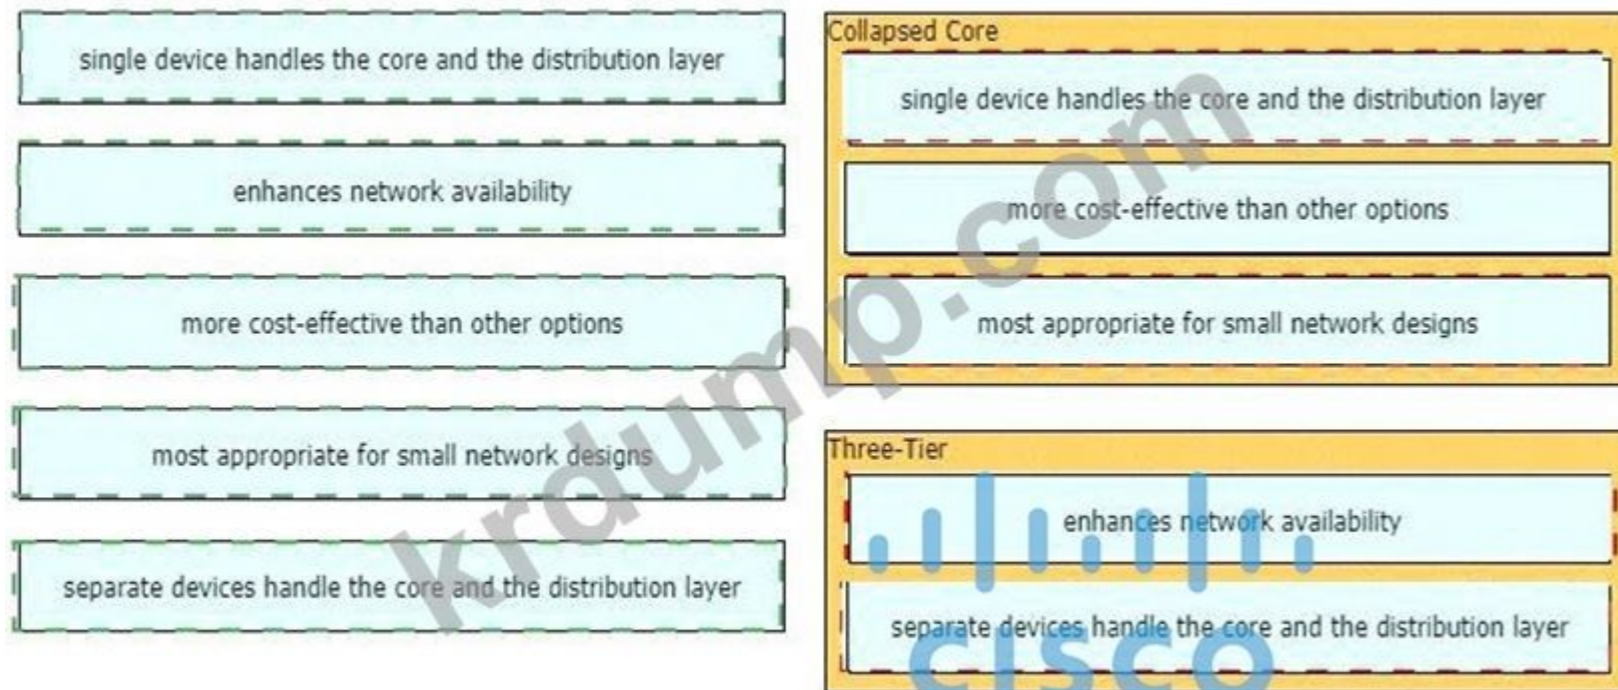 single device handles the core and the distribution layer
enhances network availability
more cost-effective than other options
most appropriate for small network designs
separate devices handle the core and the distribution layer
Collapsed Core
single device handles the core and the distribution layer
more cost-effective than other options
most appropriate for small network designs
Three-Tier
enhances network availability
separate devices handle the core and the distribution layer
krdump.com
cisco